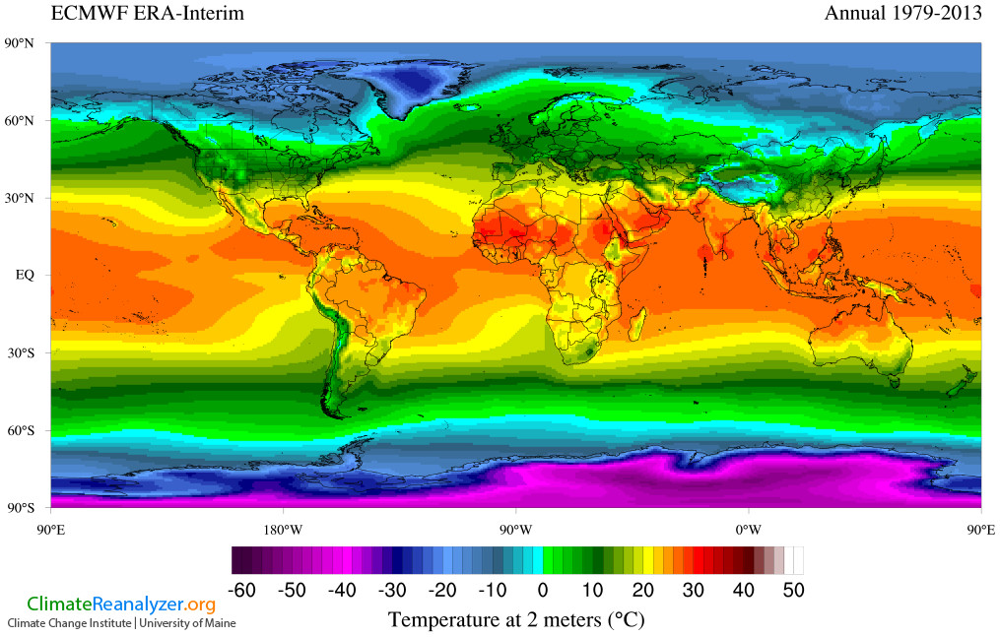 ECMWF ERA-Interim
Annual 1979-2013
90°N
60°N
30°N
EQ
30°S
60°S
90°S
90°E
180°W
90°W
0°W
90°E
-60 -50 -40 -30 -20 -10 0 10 20 30 40 50
Temperature at 2 meters (°C)
ClimateReanalyzer.org
Climate Change Institute | University of Maine